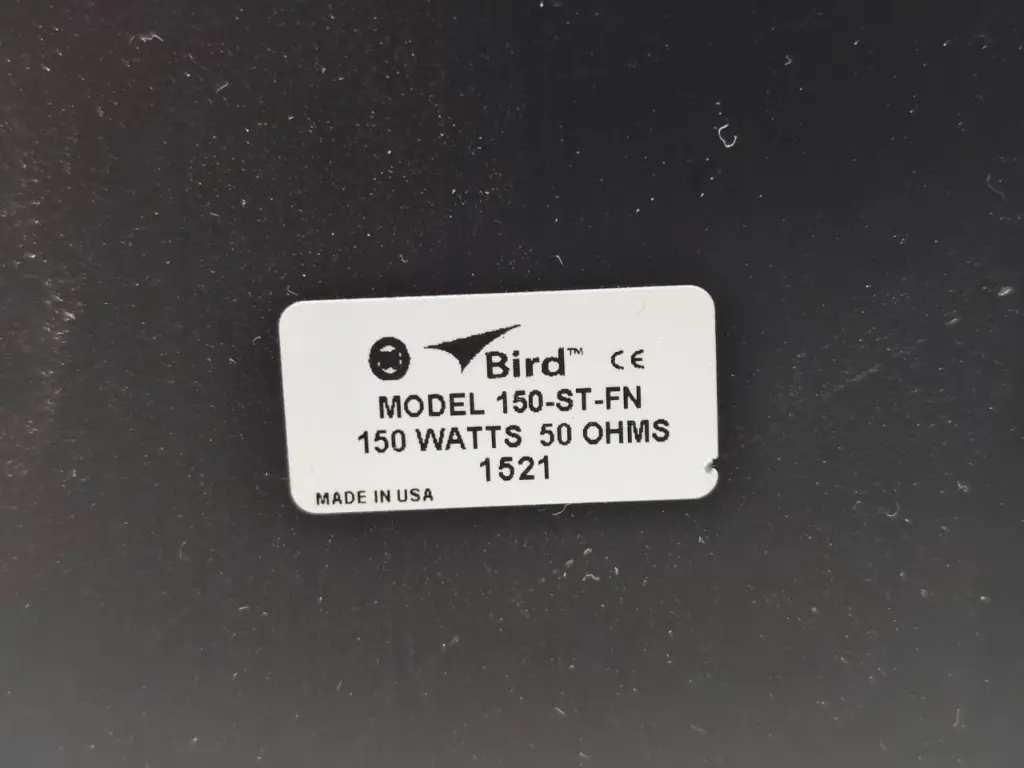 Bird™ CE
MODEL 150-ST-FN
150 WATTS 50 OHMS
1521
MADE IN USA